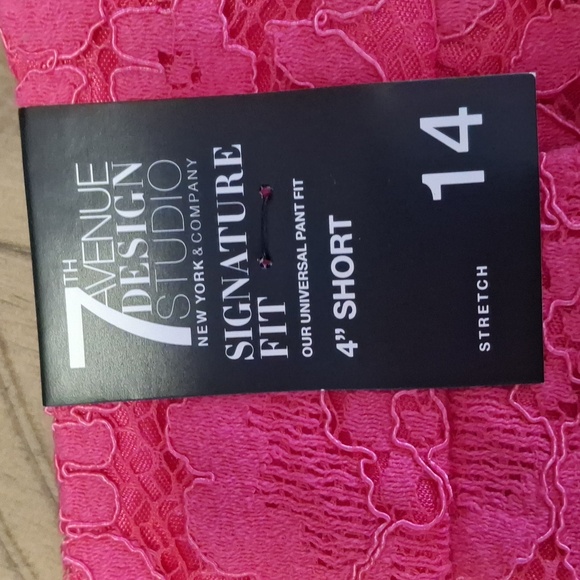 7TH
AVENUE
DESIGN
STUDIO
NEW YORK & COMPANY
SIGNATURE
FIT
OUR UNIVERSAL PANT FIT
4” SHORT
14
STRETCH